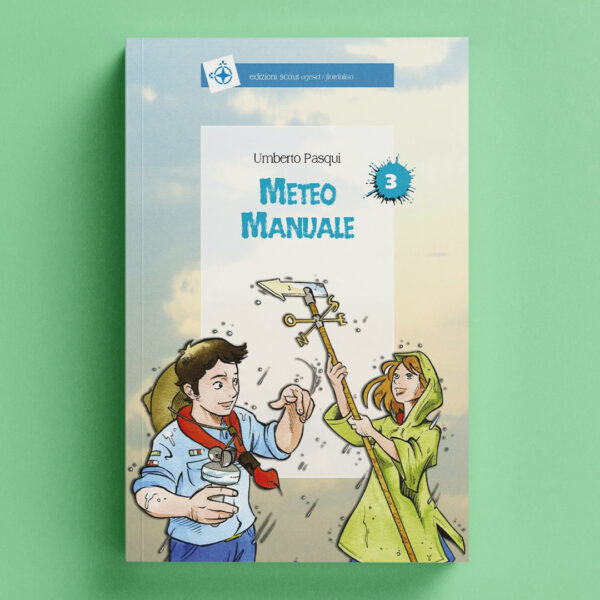 edizioni scout agesci / fiordaliso
Umberto Pasqui
METEO
MANUALE
3
S